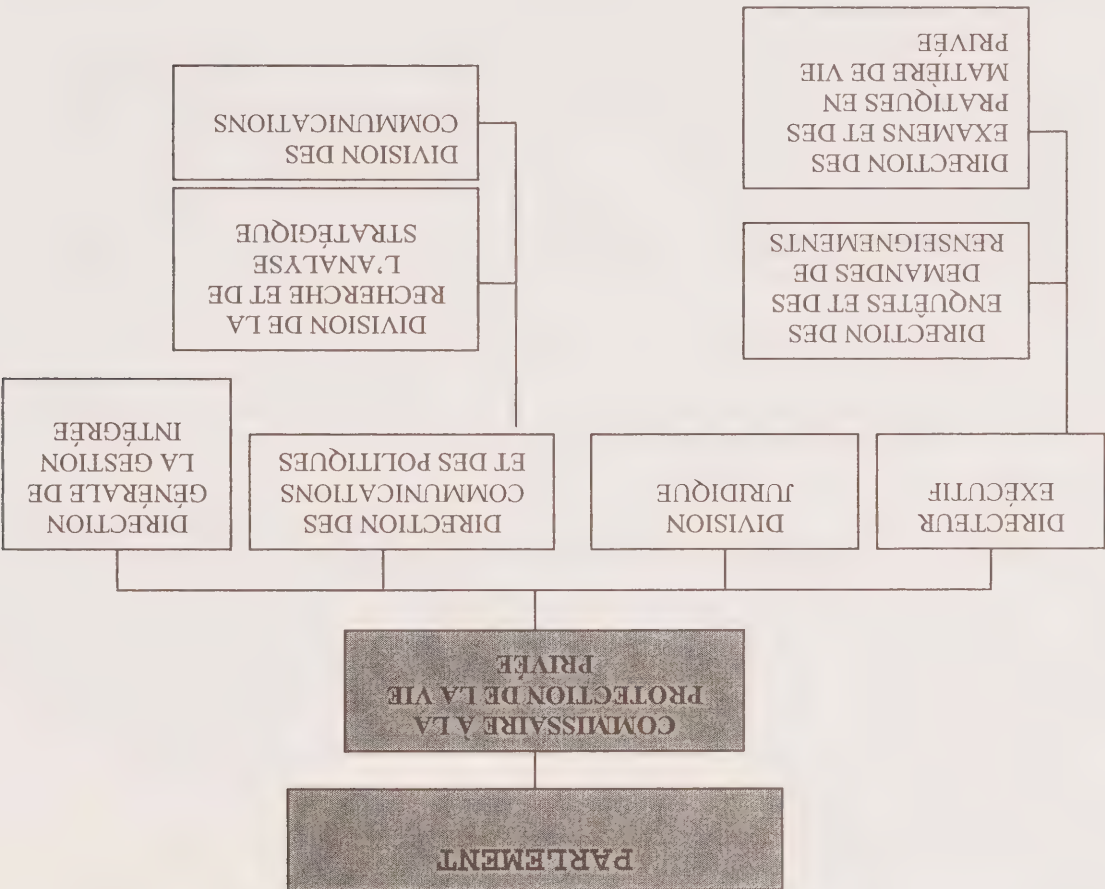 PARLEMENT
COMMISSAIRE À LA
PROTECTION DE LA VIE
PRIVÉE
DIRECTEUR
EXÉCUTIF
DIVISION
JURIDIQUE
DIRECTION DES
COMMUNICATIONS
ET DES POLITIQUES
DIRECTION
GÉNÉRALE DE
LA GESTION
INTÉGRÉE
DIRECTION DES
ENQUÊTES ET DES
DEMANDES DE
RENSEIGNEMENTS
DIRECTION DES
EXAMENS ET DES
PRATIQUES EN
MATIÈRE DE VIE
PRIVÉE
DIVISION DE LA
RECHERCHE ET DE
L'ANALYSE
STRATÉGIQUE
DIVISION DES
COMMUNICATIONS